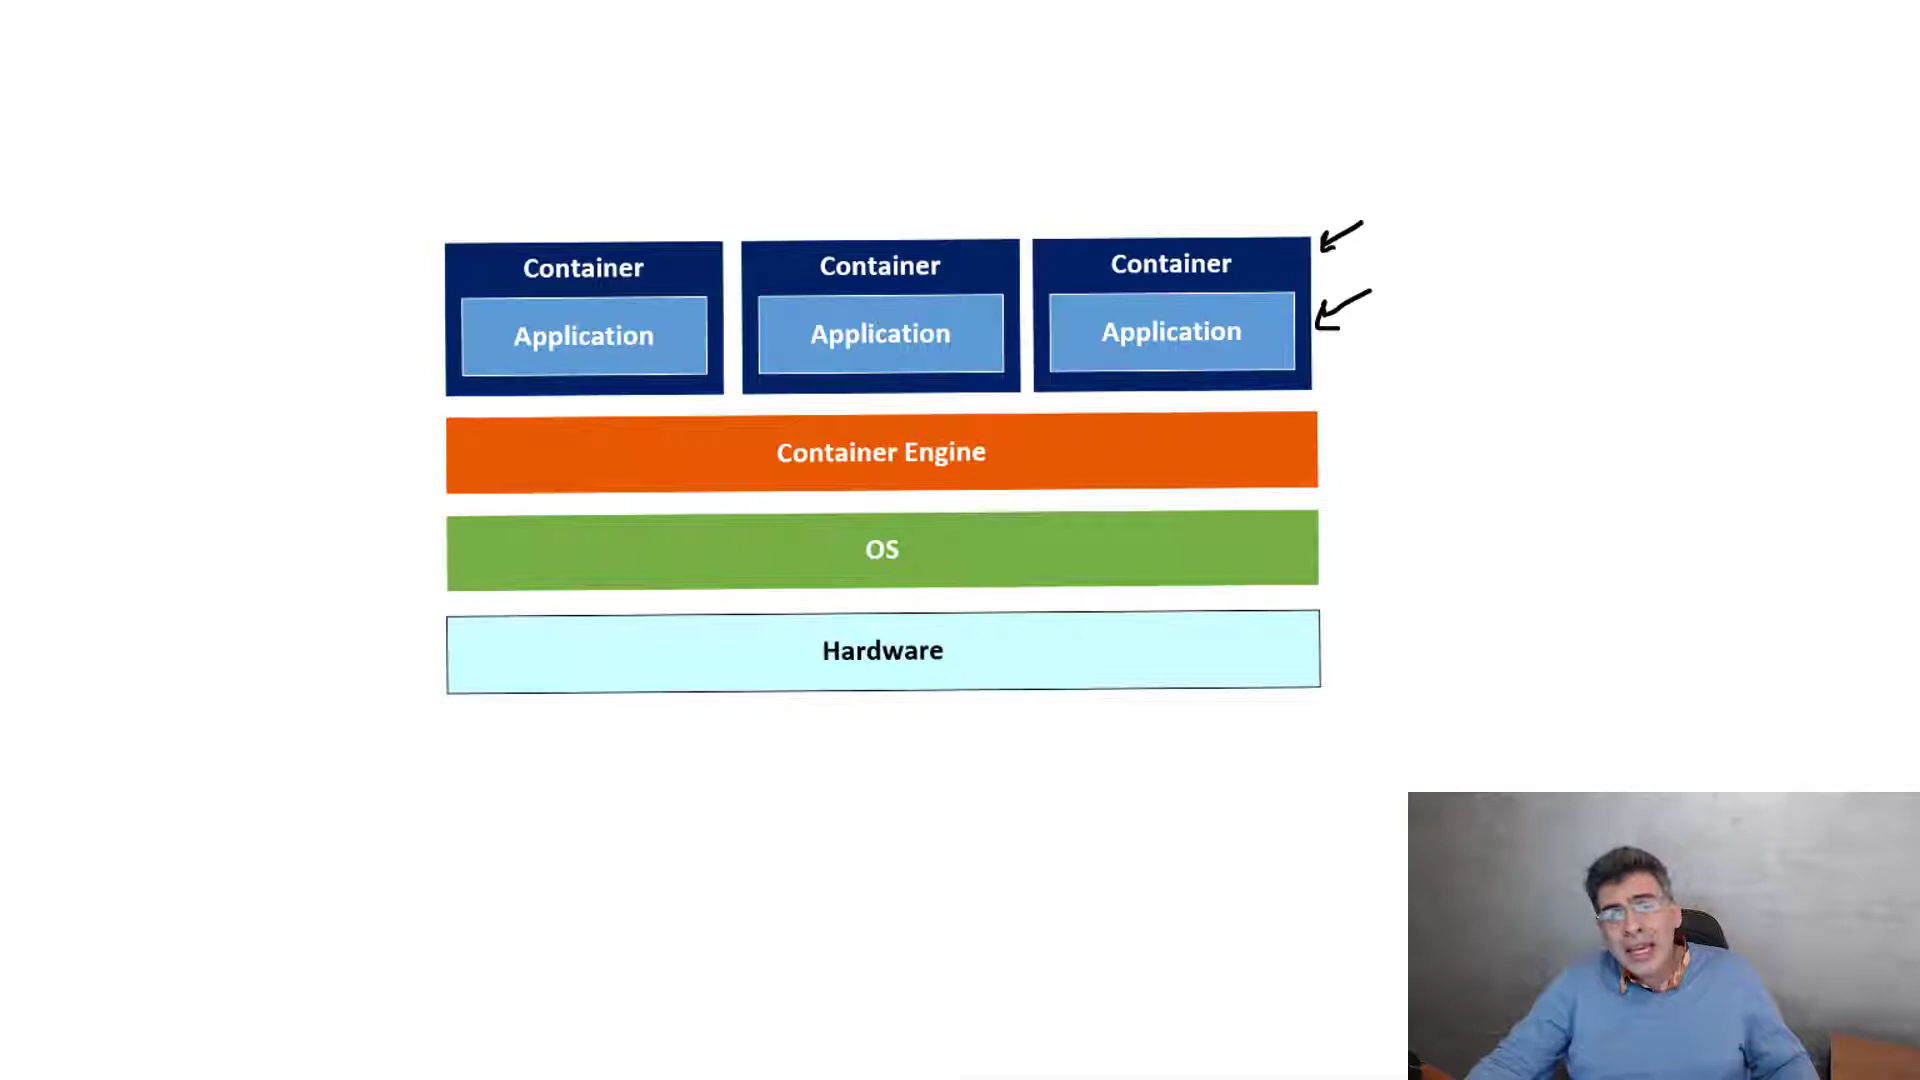 Container Container Container
Application Application Application
Container Engine
OS
Hardware